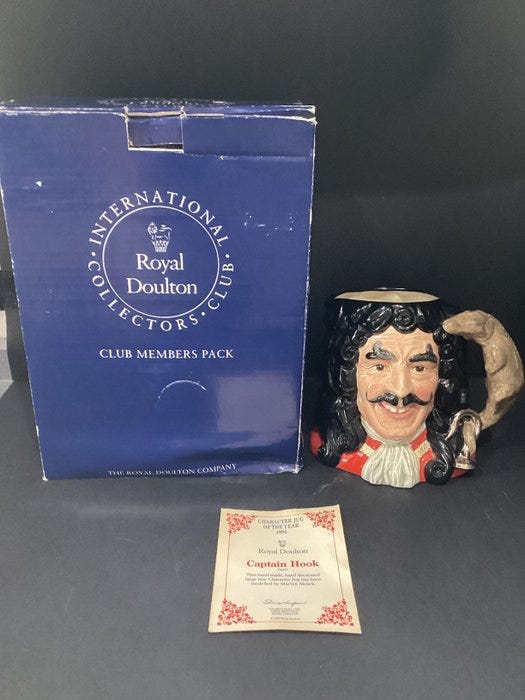 INTERNATIONAL
Royal
Doulton
COLLECTORS · CLUB
CLUB MEMBERS PACK
THE ROYAL DOULTON COMPANY
CHARACTER JUG
OF THE YEAR
1994
Royal Doulton
Captain Hook
This hand-made, hand-decorated
large size Character Jug has been
modelled by Martyn Alcock.